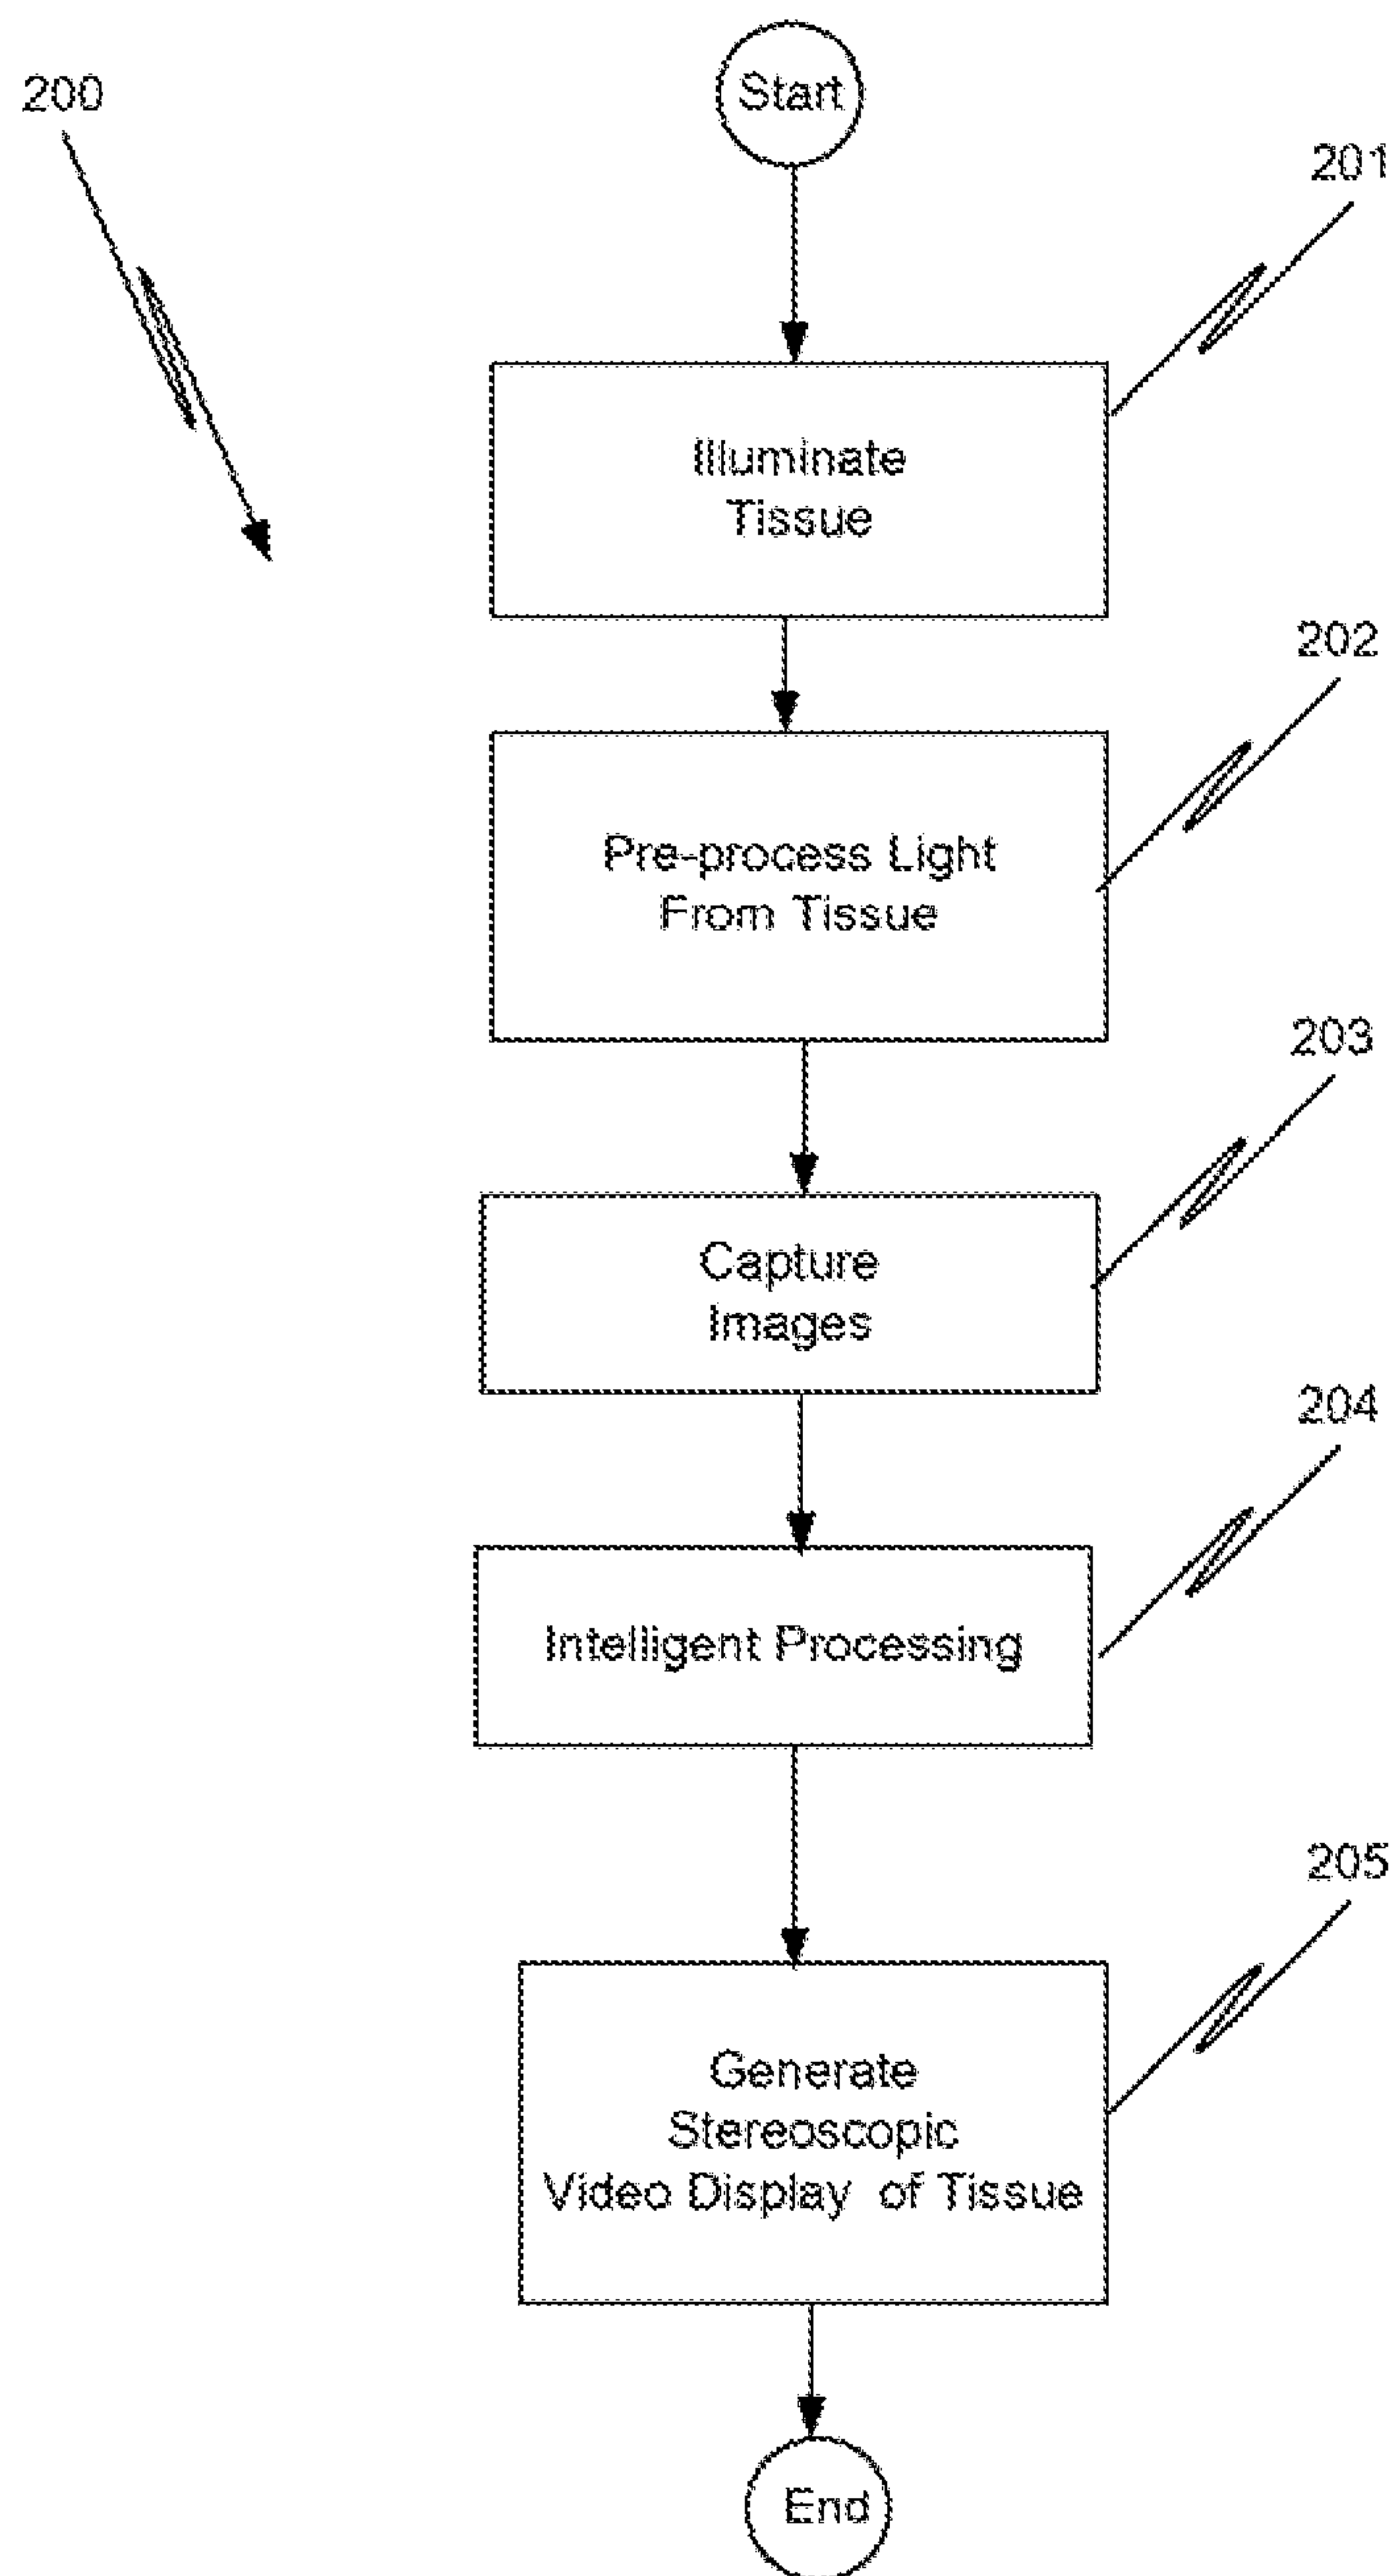 200
Start
201
Illuminate
Tissue
202
Pre-process Light
From Tissue
203
Capture
Images
204
Intelligent Processing
205
Generate
Stereoscopic
Video Display of Tissue
End